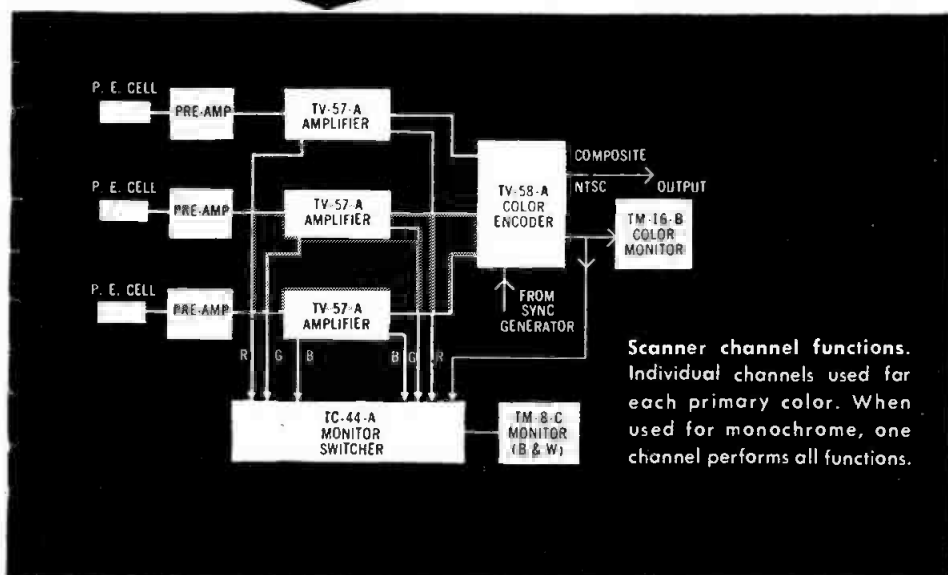 P. E. CELL
PRE-AMP
TV-57-A
AMPLIFIER
P. E. CELL
PRE-AMP
TV-57-A
AMPLIFIER
P. E. CELL
PRE-AMP
TV-57-A
AMPLIFIER
TV-58-A
COLOR
ENCODER
COMPOSITE
NTSC
OUTPUT
TM-16-B
COLOR
MONITOR
FROM
SYNC
GENERATOR
R G B B G R
TC-44-A
MONITOR
SWITCHER
TM-8-C
MONITOR
(B & W)
Scanner channel functions.
Individual channels used far
each primary color. When
used for monochrome, one
channel performs all functions.